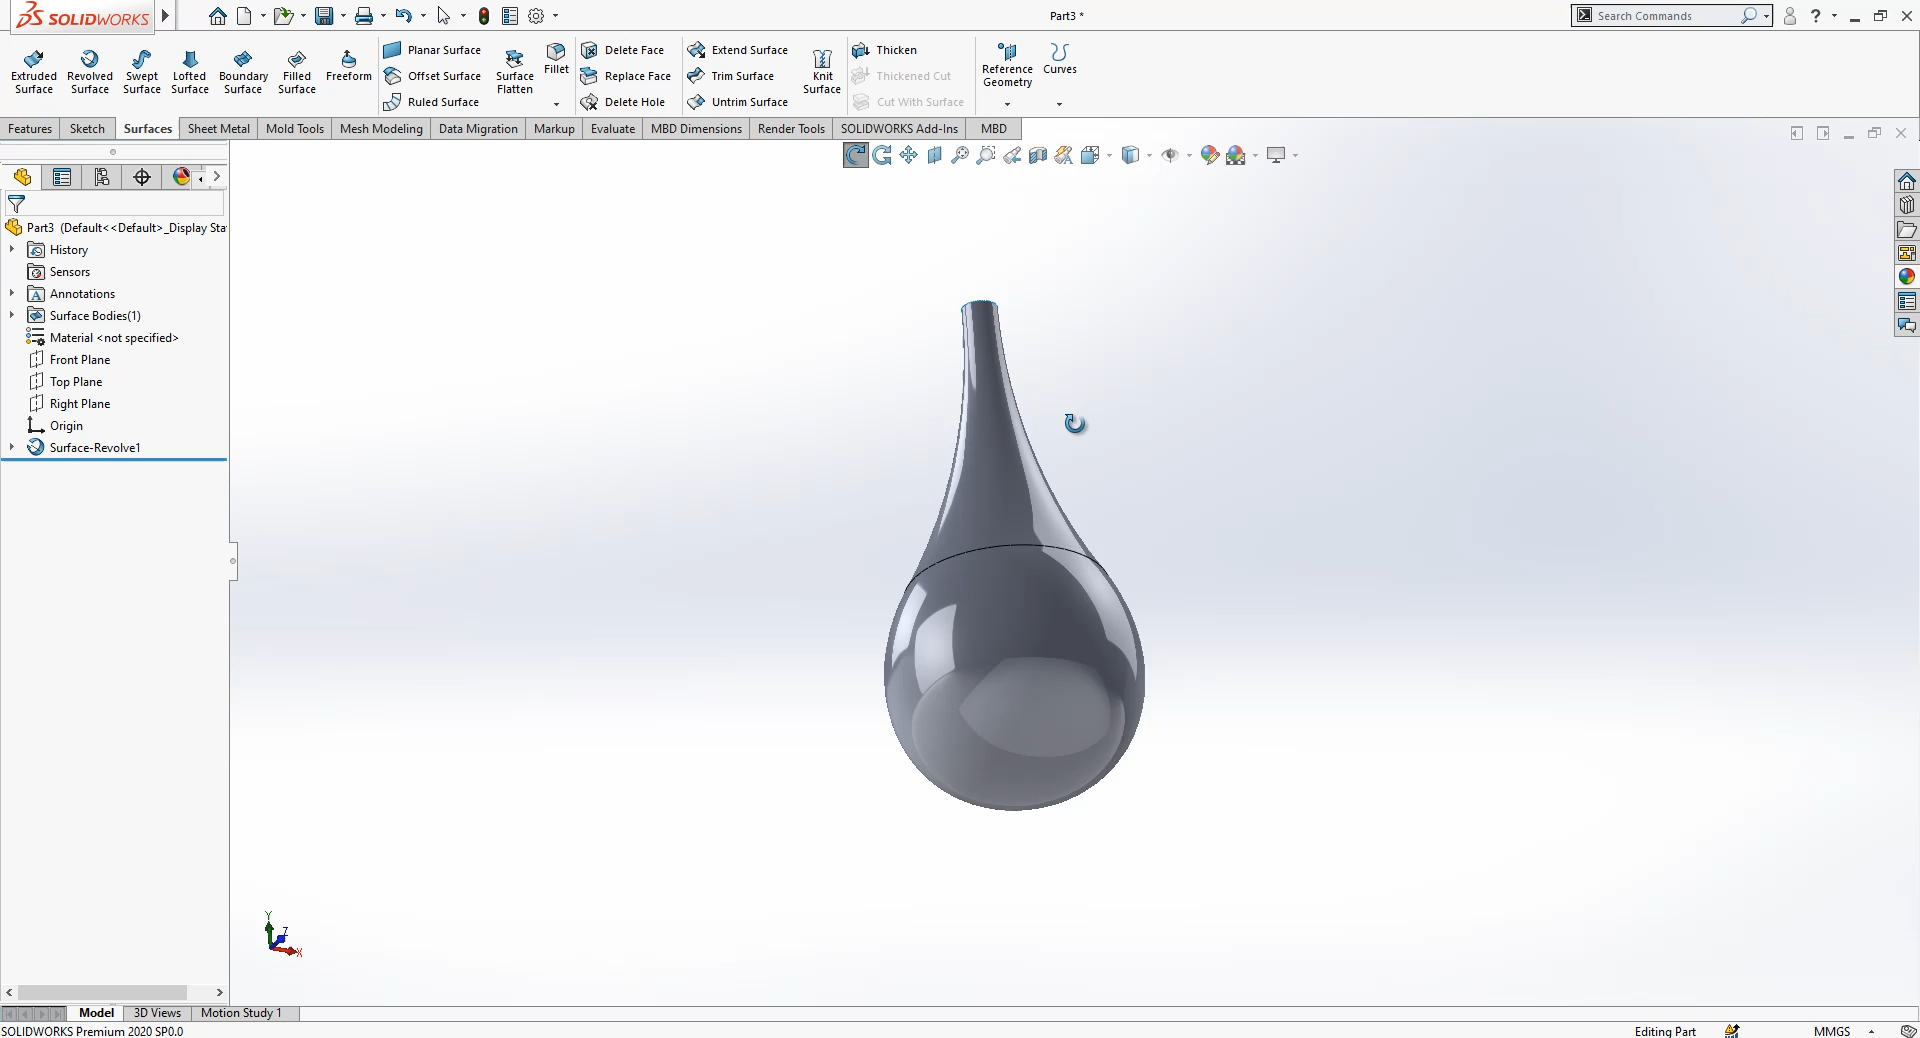 SOLIDWORKS
Part3 *
Search Commands
Extruded Surface
Revolved Surface
Swept Surface
Lofted Surface
Boundary Surface
Filled Surface
Freeform
Planar Surface
Offset Surface
Ruled Surface
Surface Flatten
Fillet
Delete Face
Replace Face
Delete Hole
Extend Surface
Trim Surface
Untrim Surface
Knit Surface
Thicken
Thickened Cut
Cut With Surface
Reference Geometry
Curves
Features Sketch Surfaces Sheet Metal Mold Tools Mesh Modeling Data Migration Markup Evaluate MBD Dimensions Render Tools SOLIDWORKS Add-Ins MBD
Part3 (Default<<Default>_Display Sta
History
Sensors
Annotations
Surface Bodies(1)
Material <not specified>
Front Plane
Top Plane
Right Plane
Origin
Surface-Revolve1
Y
Z
X
Model 3D Views Motion Study 1
SOLIDWORKS Premium 2020 SP0.0
Editing Part
MMGS